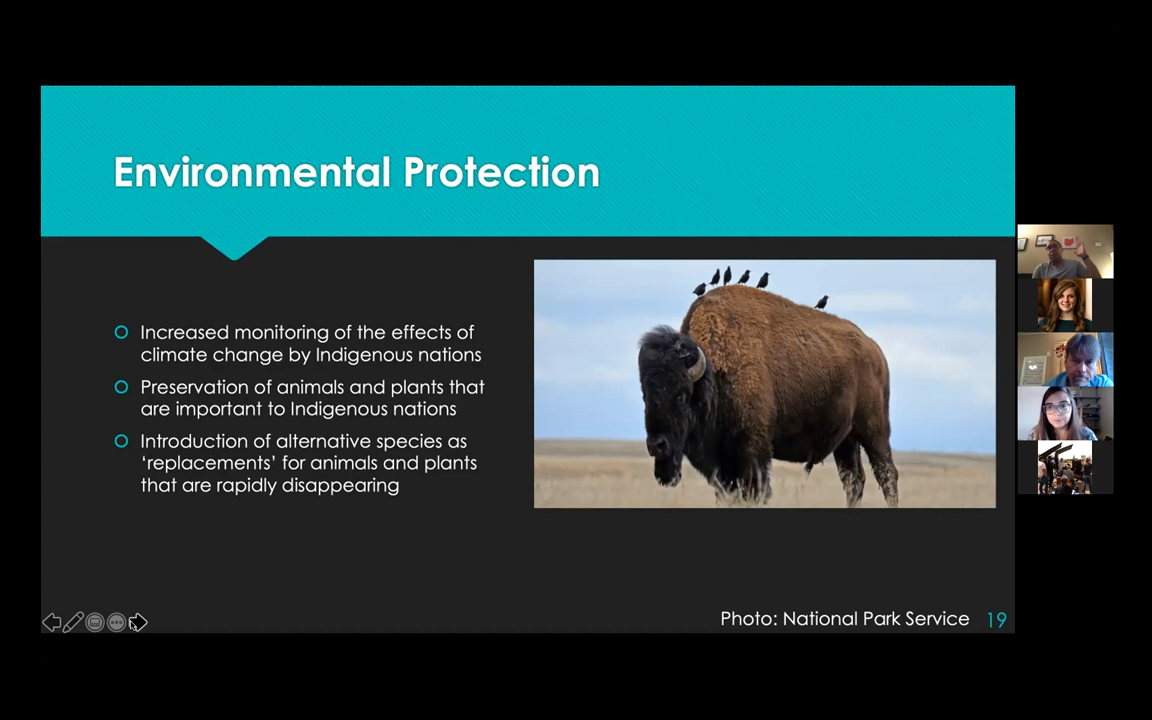 Environmental Protection
Increased monitoring of the effects of
climate change by Indigenous nations
Preservation of animals and plants that
are important to Indigenous nations
Introduction of alternative species as
‘replacements’ for animals and plants
that are rapidly disappearing
Photo: National Park Service 19